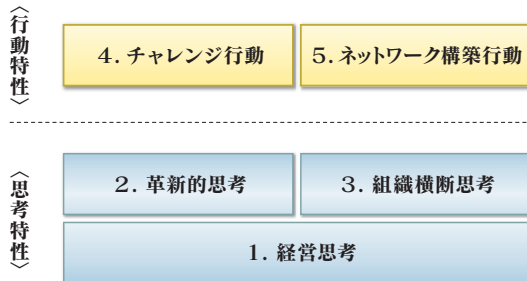 〈行動特性〉
4. チャレンジ行動
5. ネットワーク構築行動
〈思考特性〉
2. 革新的思考
3. 組織横断思考
1. 経営思考